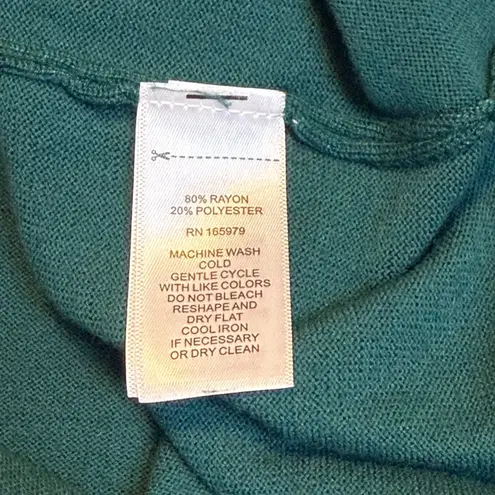 80% RAYON
20% POLYESTER
RN 165979
MACHINE WASH
COLD
GENTLE CYCLE
WITH LIKE COLORS
DO NOT BLEACH
RESHAPE AND
DRY FLAT
COOL IRON
IF NECESSARY
OR DRY CLEAN